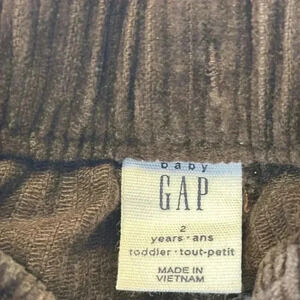 baby
GAP
2
years · ans
toddler · tout-petit
MADE IN
VIETNAM